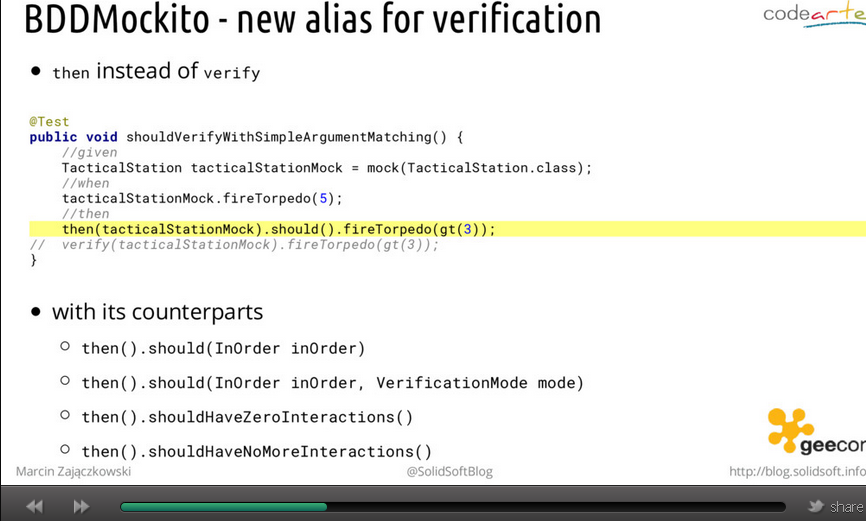 BDDMockito - new alias for verification
codearte
● then instead of verify
@Test
public void shouldVerifyWithSimpleArgumentMatching() {
//given
TacticalStation tacticalStationMock = mock(TacticalStation.class);
//when
tacticalStationMock.fireTorpedo(5);
//then
then(tacticalStationMock).should().fireTorpedo(gt(3));
// verify(tacticalStationMock).fireTorpedo(gt(3));
}
● with its counterparts
○ then().should(InOrder inOrder)
○ then().should(InOrder inOrder, VerificationMode mode)
○ then().shouldHaveZeroInteractions()
○ then().shouldHaveNoMoreInteractions()
geecon
Marcin Zajączkowski
@SolidSoftBlog
http://blog.solidsoft.info
share